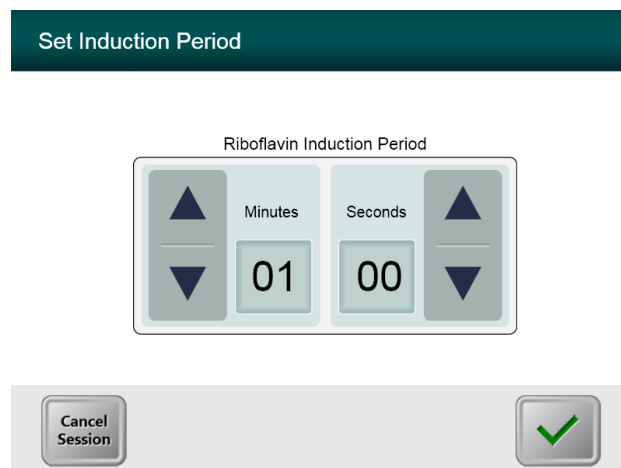 Set Induction Period
Riboflavin Induction Period
Minutes
Seconds
01
00
Cancel
Session